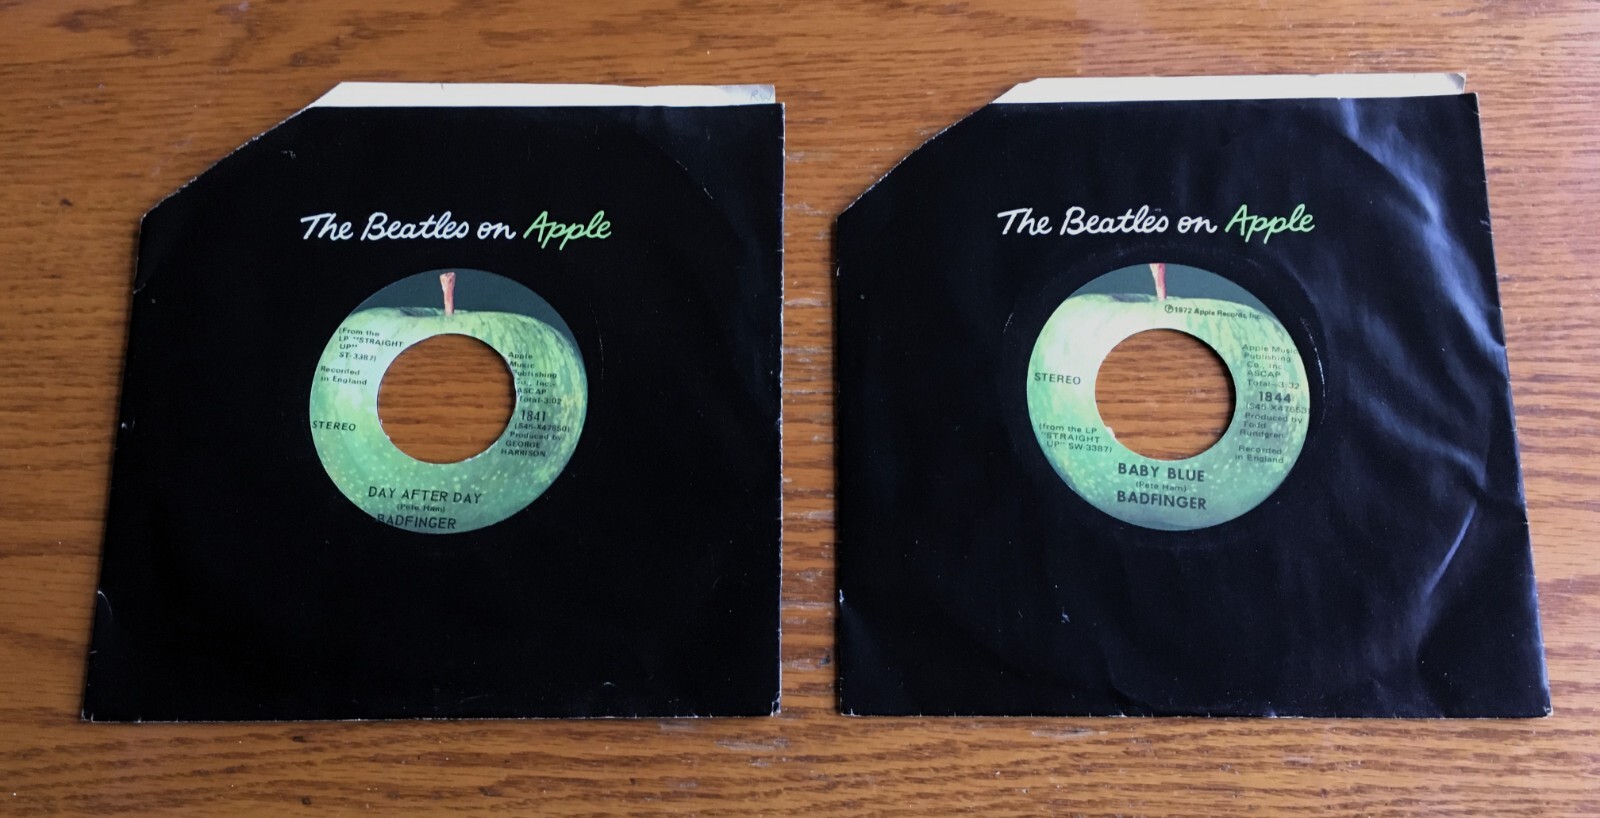 The Beatles on Apple
(From the
LP "STRAIGHT
UP"
ST-3387)
Recorded
in England
STEREO
Apple
Music
Publishing
Co., Inc.-
ASCAP
Total-3:02
1841
(S45-X47650)
Produced by
GEORGE
HARRISON
DAY AFTER DAY
(Pete Ham)
BADFINGER
The Beatles on Apple
℗1972 Apple Records, Inc.
STEREO
(from the LP
"STRAIGHT
UP" SW-3387)
Apple Music
Publishing
Co., Inc.
ASCAP
Total-3:32
1844
Produced by
Todd
Rundgren
Recorded
in England
BABY BLUE
(Pete Ham)
BADFINGER